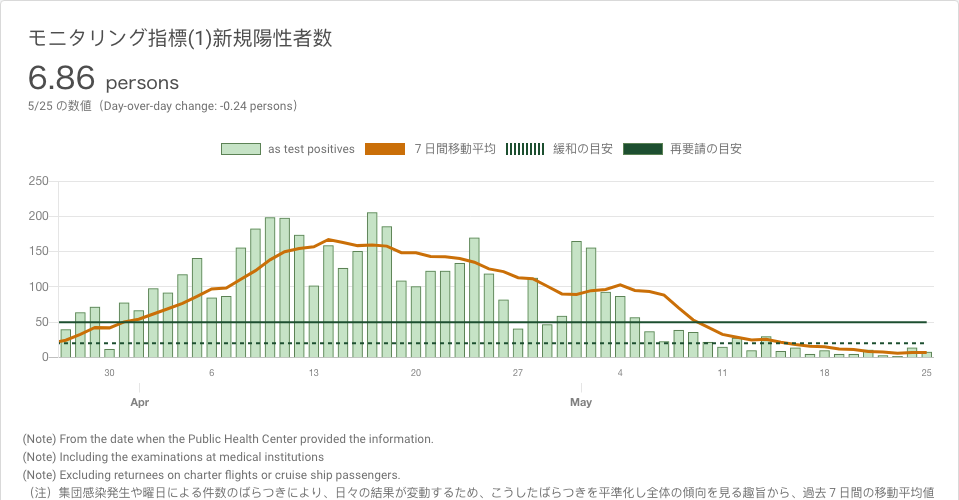 モニタリング指標(1)新規陽性者数
6.86 persons
5/25 の数値（Day-over-day change: -0.24 persons）
as test positives ７日間移動平均 緩和の目安 再要請の目安
250
200
150
100
50
0
30 6 13 20 27 4 11 18 25
Apr May
(Note) From the date when the Public Health Center provided the information.
(Note) Including the examinations at medical institutions
(Note) Excluding returnees on charter flights or cruise ship passengers.
（注）集団感染発生や曜日による件数のばらつきにより、日々の結果が変動するため、こうしたばらつきを平準化し全体の傾向を見る趣旨から、過去７日間の移動平均値